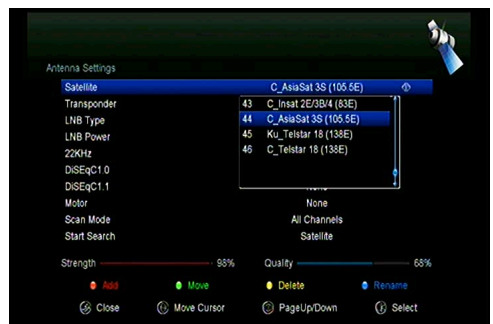 Antenna Settings
Satellite C_AsiaSat 3S (105.5E)
Transponder 43 C_Insat 2E/3B/4 (83E)
LNB Type 44 C_AsiaSat 3S (105.5E)
LNB Power 45 Ku_Telstar 18 (138E)
22KHz 46 C_Telstar 18 (138E)
DiSEqC1.0
DiSEqC1.1
Motor None
Scan Mode All Channels
Start Search Satellite
Strength 98% Quality 68%
Add Move Delete Rename
Close Move Cursor PageUp/Down Select